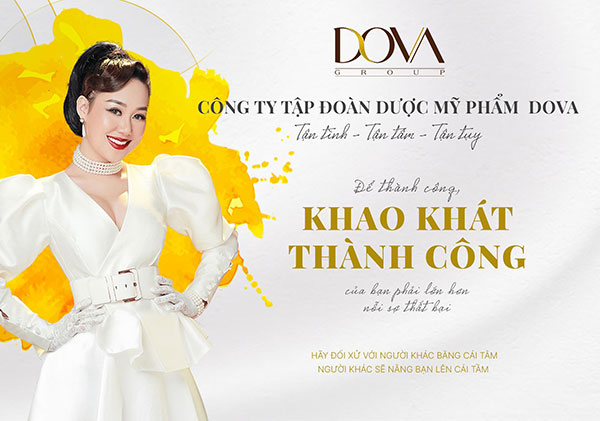 DOVA
GROUP
CÔNG TY TẬP ĐOÀN DƯỢC MỸ PHẨM DOVA
Tận tình - Tận tâm - Tận tụy
Để thành công,
KHAO KHÁT
THÀNH CÔNG
của bạn phải lớn hơn
nỗi sợ thất bại
HÃY ĐỐI XỬ VỚI NGƯỜI KHÁC BẰNG CÁI TÂM
NGƯỜI KHÁC SẼ NÂNG BẠN LÊN CÁI TẦM